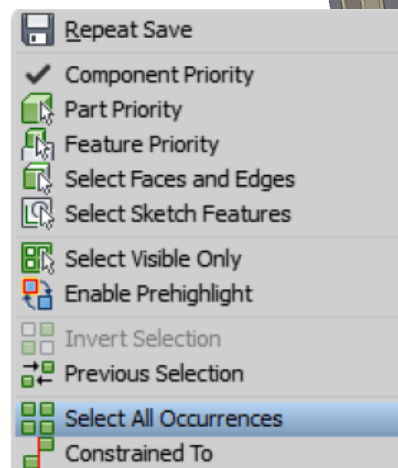 Repeat Save
Component Priority
Part Priority
Feature Priority
Select Faces and Edges
Select Sketch Features
Select Visible Only
Enable Prehighlight
Invert Selection
Previous Selection
Select All Occurrences
Constrained To